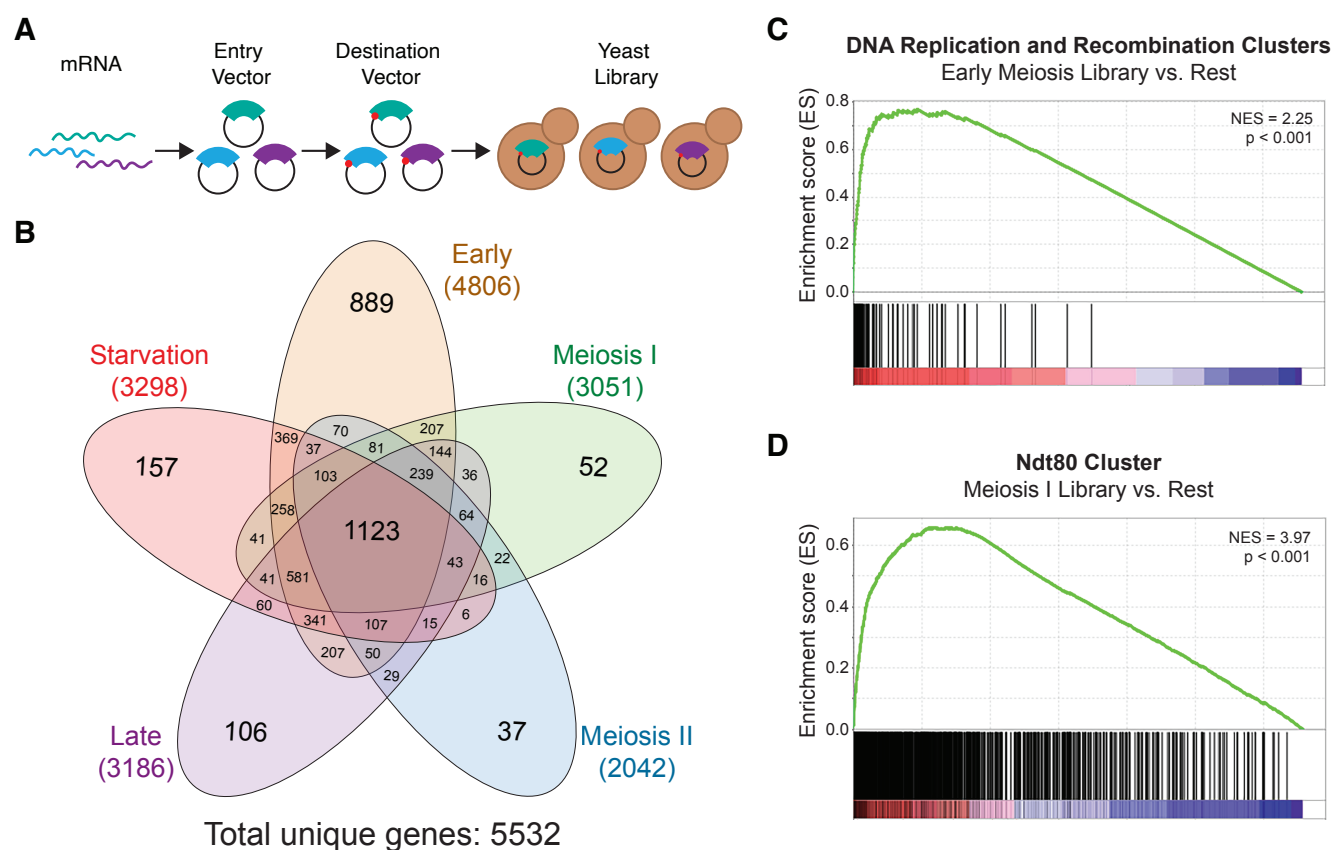 A
mRNA
Entry
Vector
Destination
Vector
Yeast
Library
B
Early
(4806)
889
Starvation
(3298)
Meiosis I
(3051)
157
52
369
37
70
81
207
144
36
103
239
258
64
41
1123
22
43
41
581
16
60
341
107
15
6
207
50
29
106
37
Late
(3186)
Meiosis II
(2042)
Total unique genes: 5532
C
DNA Replication and Recombination Clusters
Early Meiosis Library vs. Rest
Enrichment score (ES)
0.8
0.6
0.4
0.2
0.0
NES = 2.25
p < 0.001
D
Ndt80 Cluster
Meiosis I Library vs. Rest
Enrichment score (ES)
0.6
0.4
0.2
0.0
NES = 3.97
p < 0.001